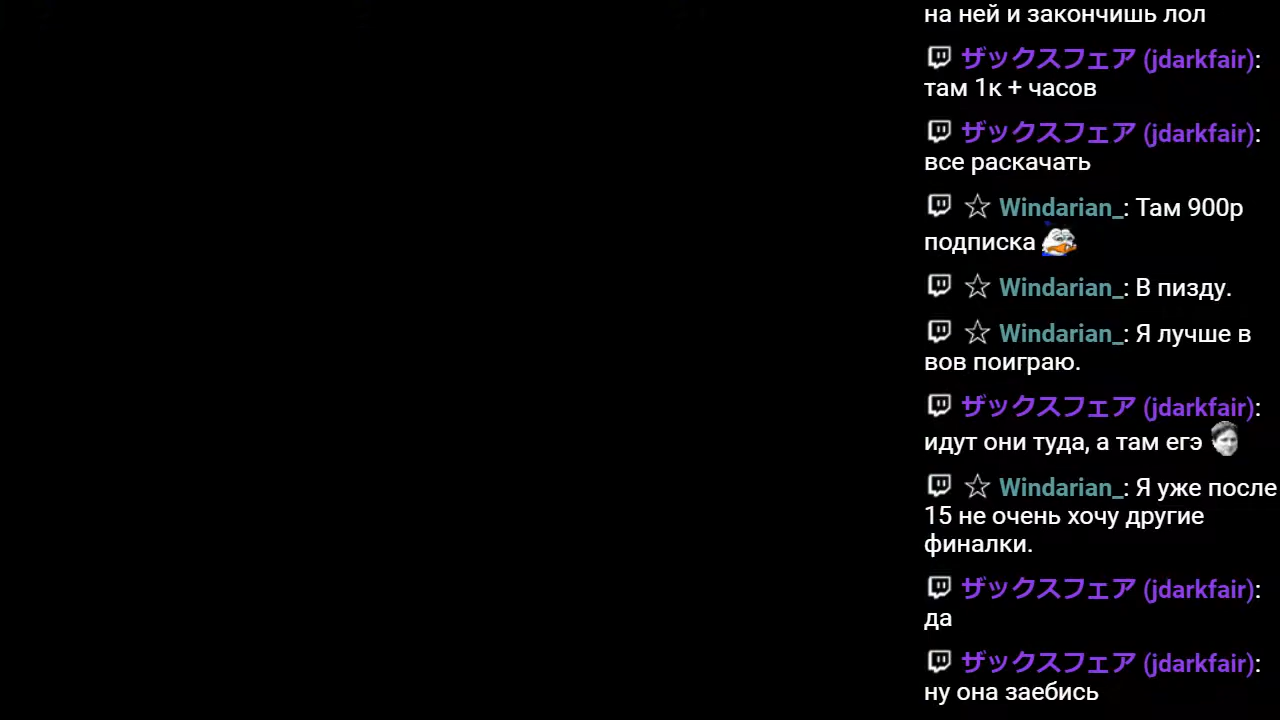 на ней и закончишь лол
ザックスフェア (jdarkfair):
там 1к + часов
ザックスフェア (jdarkfair):
все раскачать
Windarian_: Там 900р
подписка
Windarian_: В пизду.
Windarian_: Я лучше в
вов поиграю.
ザックスフェア (jdarkfair):
идут они туда, а там егэ
Windarian_: Я уже после
15 не очень хочу другие
финалки.
ザックスフェア (jdarkfair):
да
ザックスフェア (jdarkfair):
ну она заебись